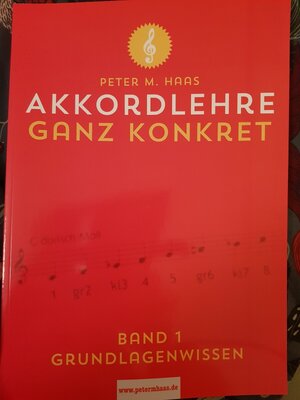 PETER M. HAAS
AKKORDLEHRE
GANZ KONKRET
C dorisch Moll
1 gr2 kl3 4 5 gr6 kl7 8
BAND 1
GRUNDLAGENWISSEN
www.petermhaas.de